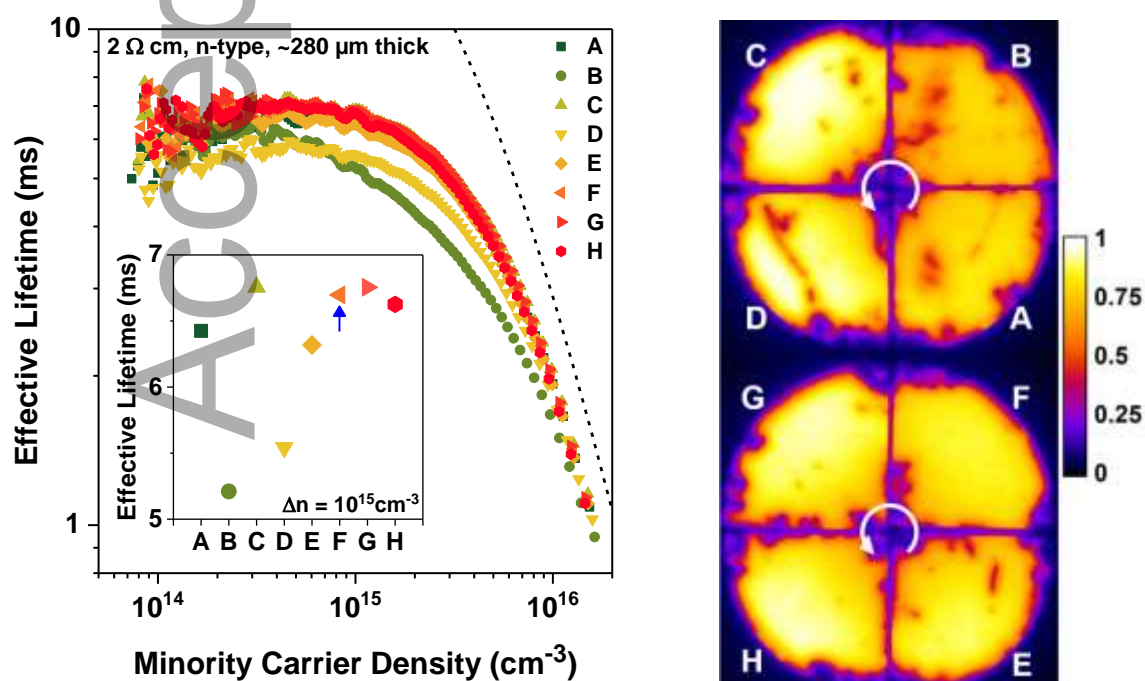 Accep
10
2 Ω cm, n-type, ~280 µm thick
A
B
C
D
E
F
G
H
Effective Lifetime (ms)
1
7
6
5
Effective Lifetime (ms)
Δn = 10¹⁵cm⁻³
A B C D E F G H
10¹⁴ 10¹⁵ 10¹⁶
Minority Carrier Density (cm⁻³)
C B
D A
G F
H E
1
0.75
0.5
0.25
0